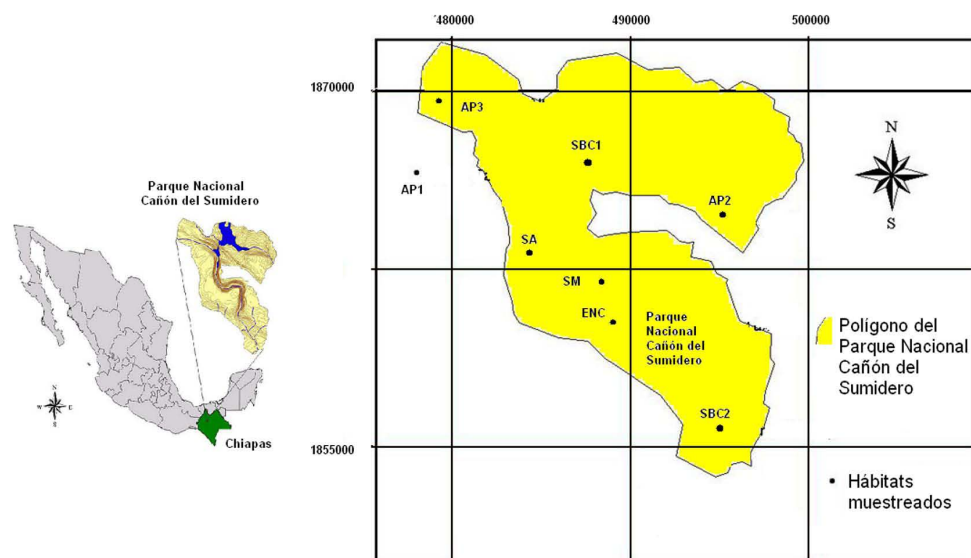 480000
490000
500000
1870000
AP3
SBC1
AP1
AP2
N
S
Parque Nacional
Cañón del Sumidero
SA
SM
ENC
Parque
Nacional
Cañón del
Sumidero
Polígono del
Parque Nacional
Cañón del
Sumidero
SBC2
N
S
Chiapas
1855000
Hábitats
muestreados